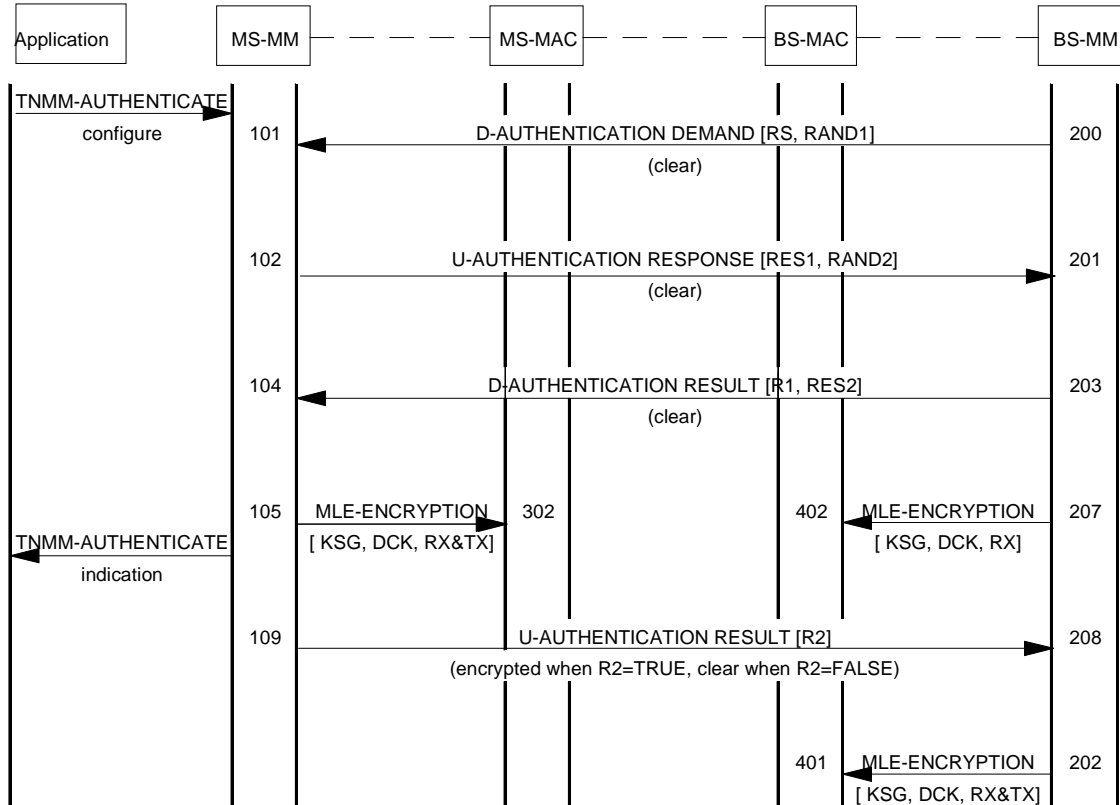 Application MS-MM MS-MAC BS-MAC BS-MM
TNMM-AUTHENTICATE
configure
101 D-AUTHENTICATION DEMAND [RS, RAND1] 200
(clear)
102 U-AUTHENTICATION RESPONSE [RES1, RAND2] 201
(clear)
104 D-AUTHENTICATION RESULT [R1, RES2] 203
(clear)
105 MLE-ENCRYPTION 302 402 MLE-ENCRYPTION 207
[ KSG, DCK, RX&TX] [ KSG, DCK, RX]
TNMM-AUTHENTICATE
indication
109 U-AUTHENTICATION RESULT [R2] 208
(encrypted when R2=TRUE, clear when R2=FALSE)
401 MLE-ENCRYPTION 202
[ KSG, DCK, RX&TX]